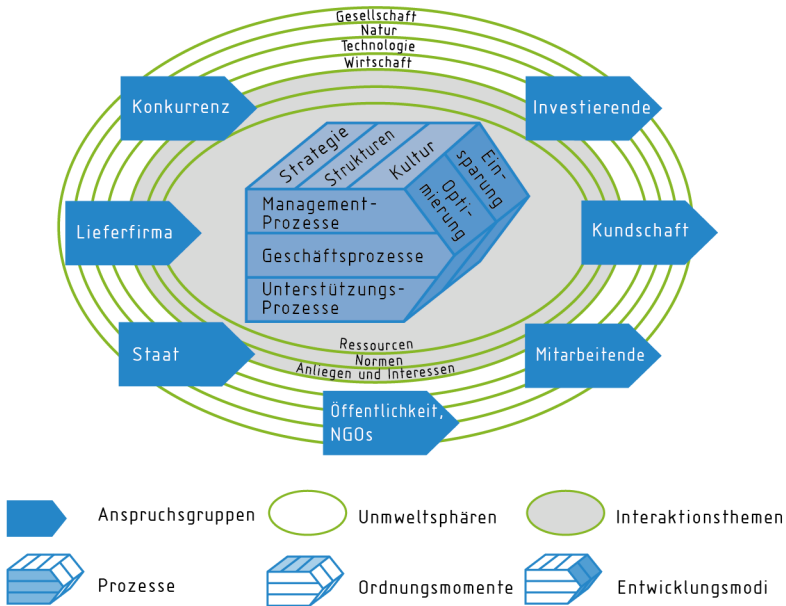 Gesellschaft
Natur
Technologie
Wirtschaft
Konkurrenz
Investierende
Strategie
Strukturen
Kultur
Ein-
sparung
Opti-
mierung
Management-
Prozesse
Lieferfirma
Kundschaft
Geschäftsprozesse
Unterstützungs-
Prozesse
Ressourcen
Normen
Anliegen und Interessen
Staat
Mitarbeitende
Öffentlichkeit,
NGOs
Anspruchsgruppen
Unmweltsphären
Interaktionsthemen
Prozesse
Ordnungsmomente
Entwicklungsmodi